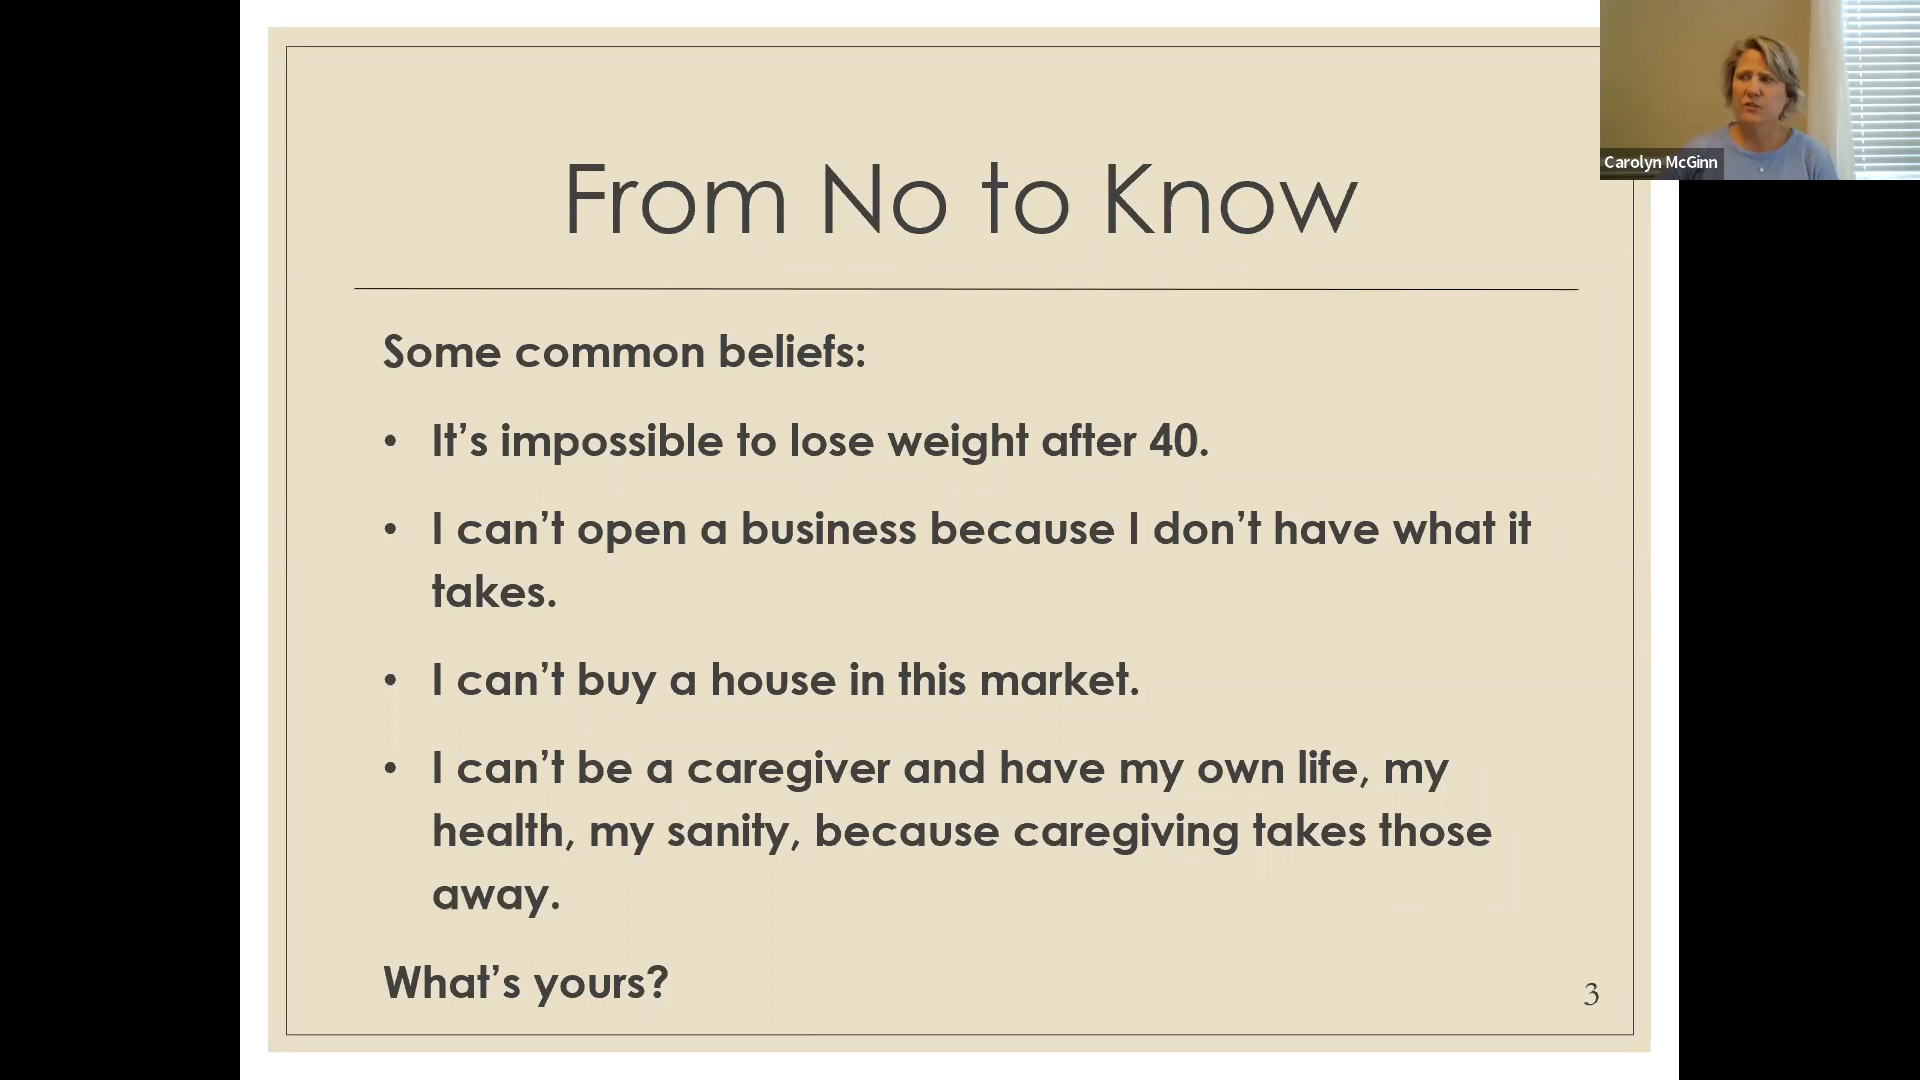 From No to Know
Carolyn McGinn
Some common beliefs:
• It’s impossible to lose weight after 40.
• I can’t open a business because I don’t have what it
takes.
• I can’t buy a house in this market.
• I can’t be a caregiver and have my own life, my
health, my sanity, because caregiving takes those
away.
What’s yours?
3